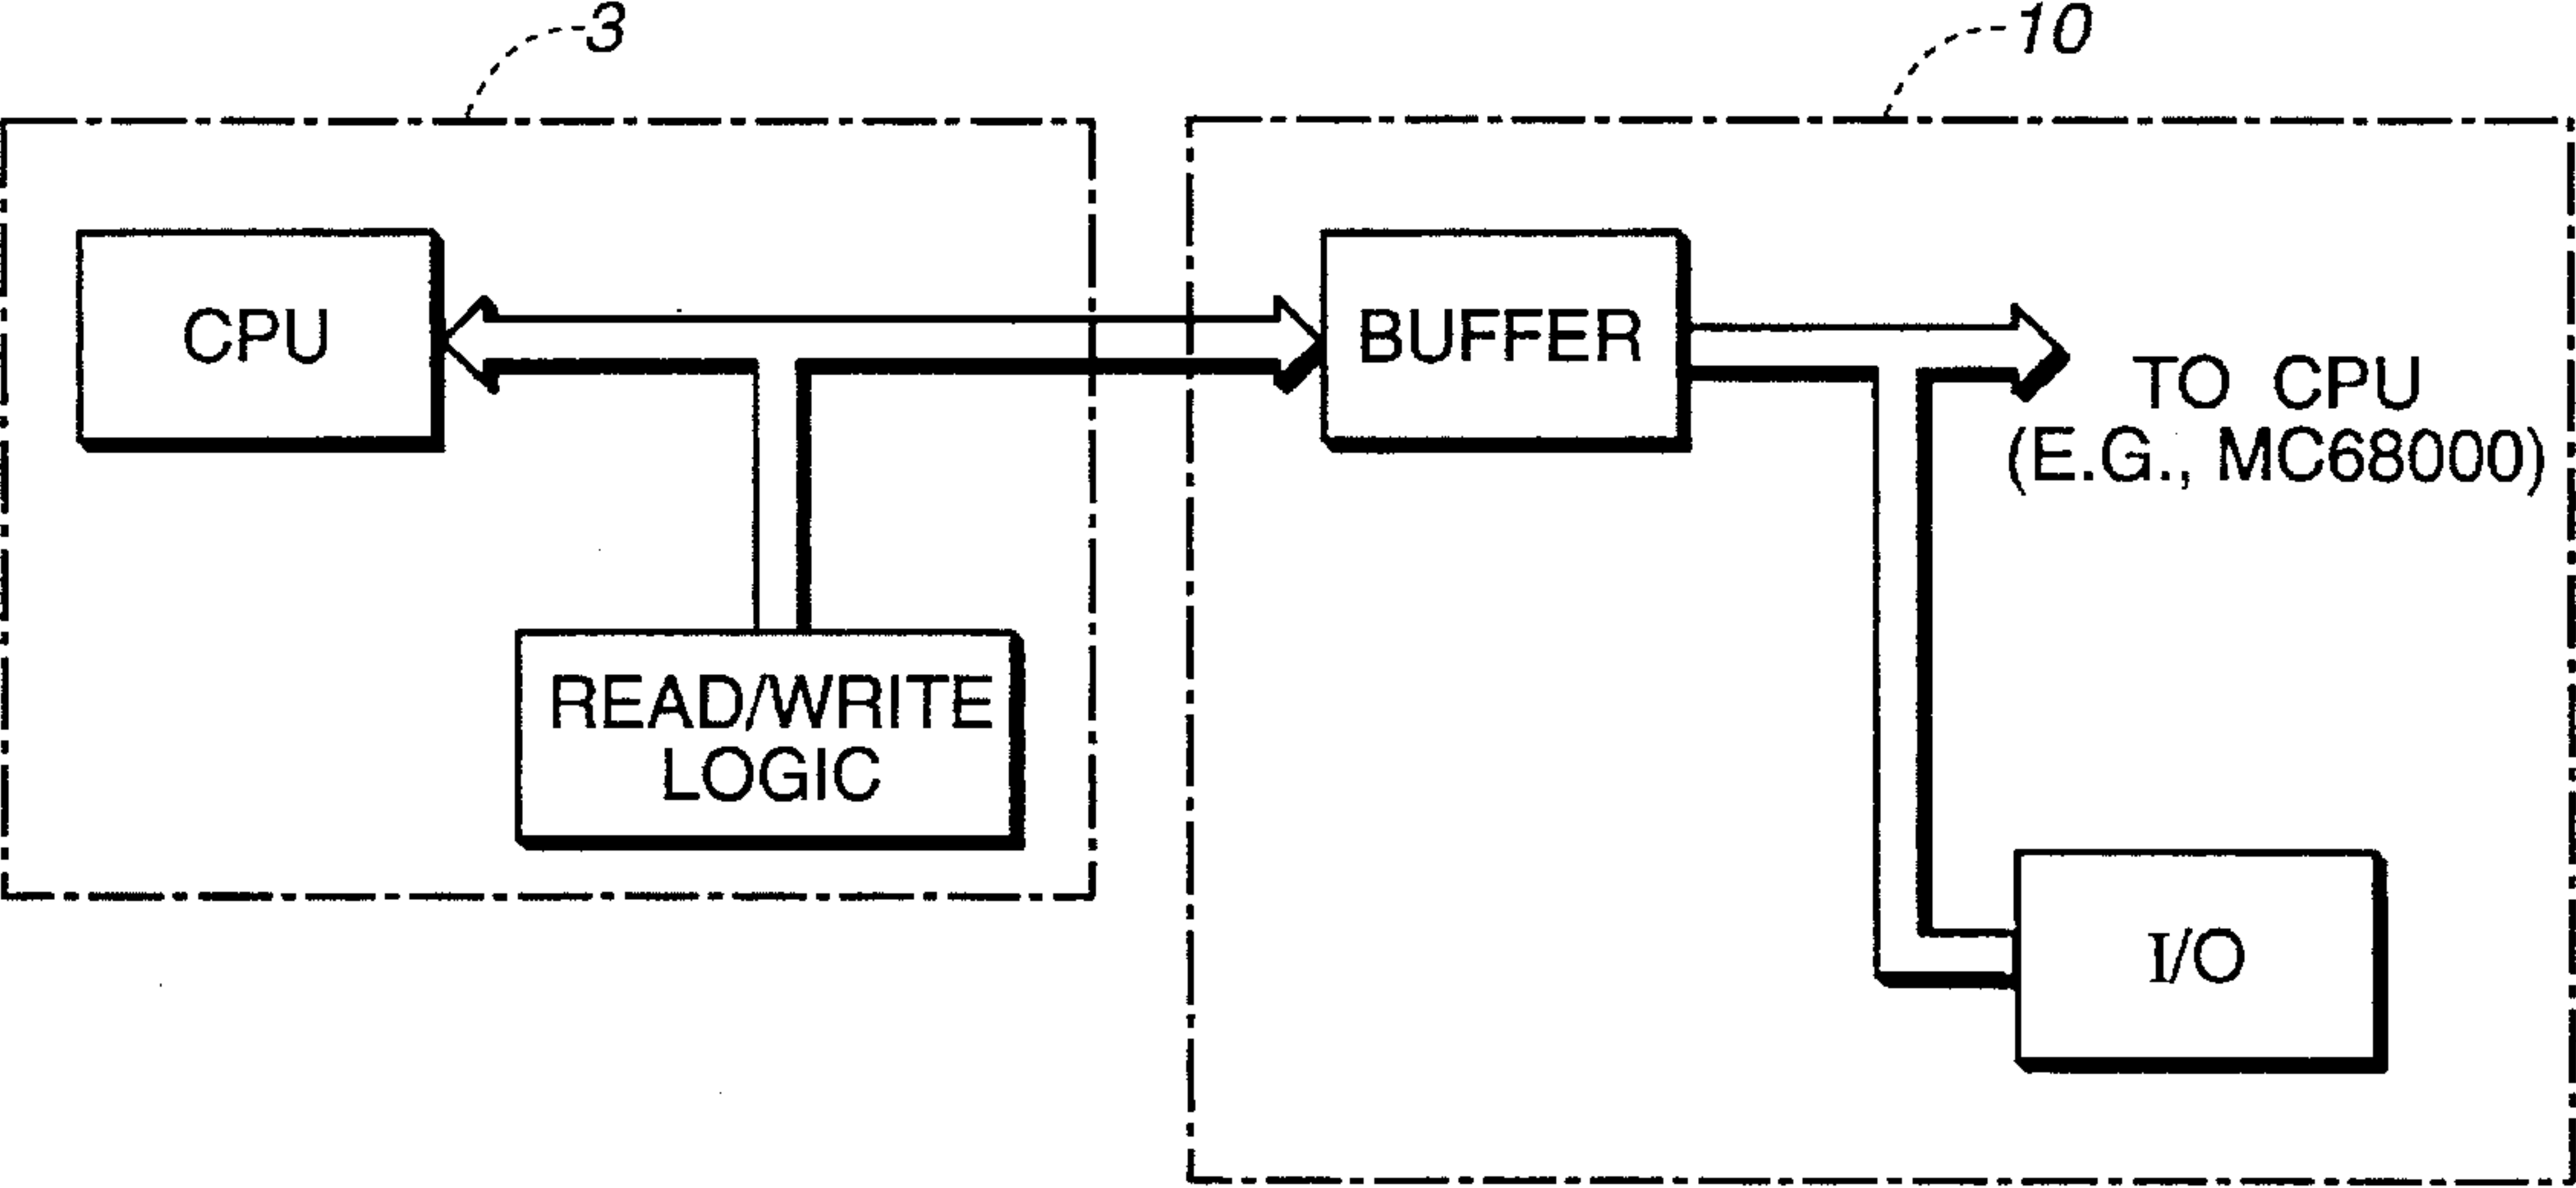 3
10
CPU
BUFFER
TO CPU
(E.G., MC68000)
READ/WRITE
LOGIC
I/O